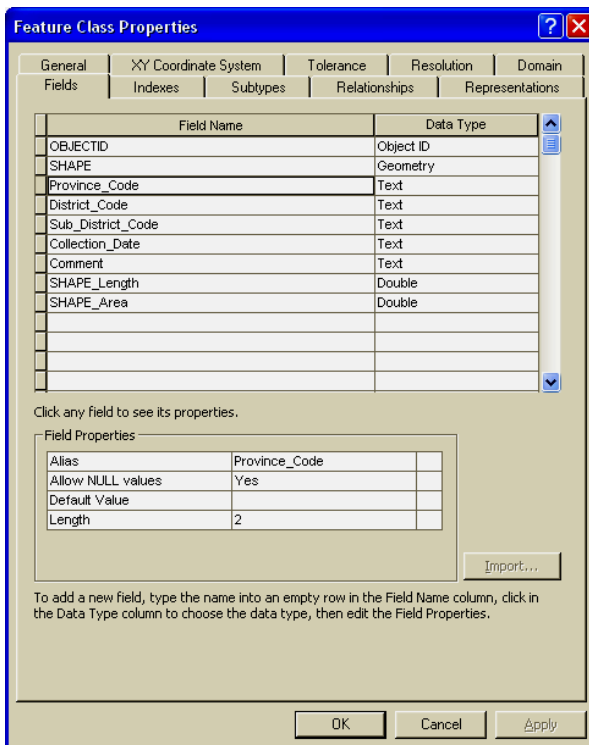 Feature Class Properties
General XY Coordinate System Tolerance Resolution Domain
Fields Indexes Subtypes Relationships Representations
Field Name Data Type
OBJECTID Object ID
SHAPE Geometry
Province_Code Text
District_Code Text
Sub_District_Code Text
Collection_Date Text
Comment Text
SHAPE_Length Double
SHAPE_Area Double
Click any field to see its properties.
Field Properties
Alias Province_Code
Allow NULL values Yes
Default Value
Length 2
Import...
To add a new field, type the name into an empty row in the Field Name column, click in
the Data Type column to choose the data type, then edit the Field Properties.
OK Cancel Apply